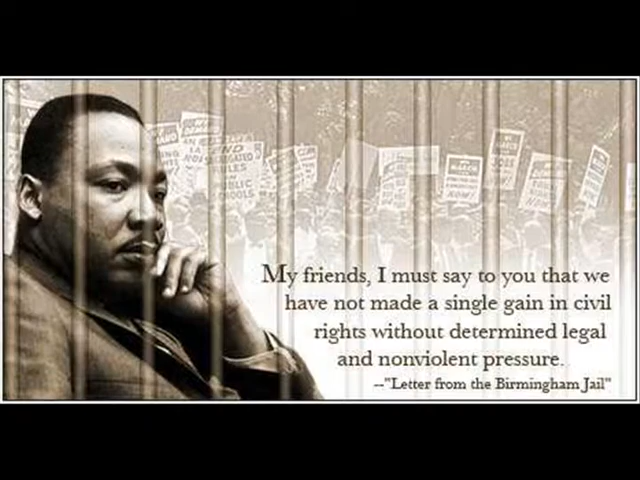 My friends, I must say to you that we
have not made a single gain in civil
rights without determined legal
and nonviolent pressure.
--"Letter from the Birmingham Jail"